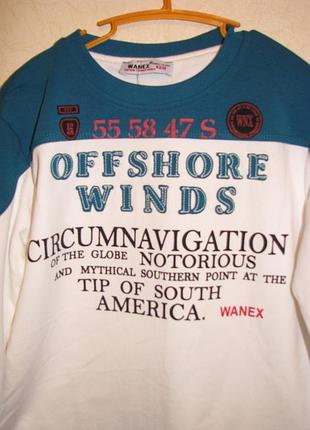 WANEX
WNX
55 58 47 S
OFFSHORE
WINDS
CIRCUMNAVIGATION
OF THE GLOBE NOTORIOUS
AND MYTHICAL SOUTHERN POINT AT THE
TIP OF SOUTH
AMERICA. WANEX